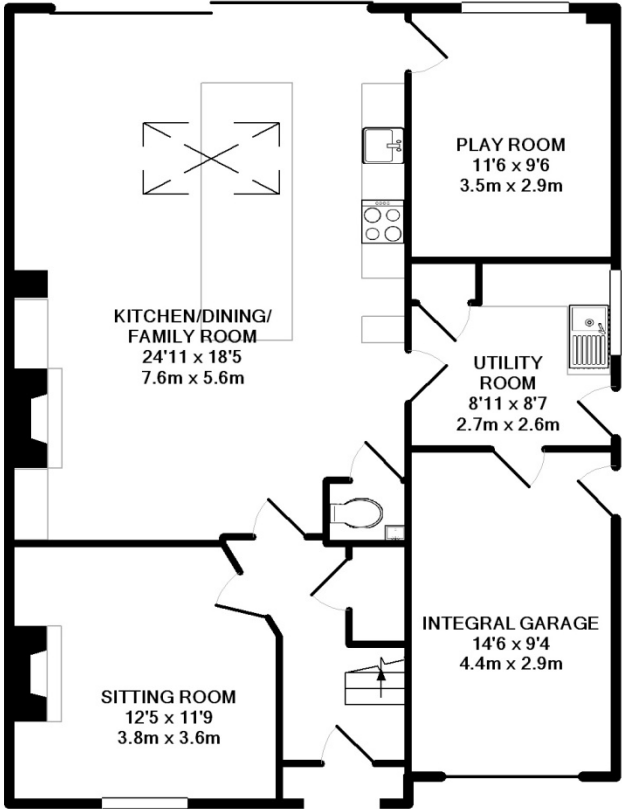 PLAY ROOM
11'6 x 9'6
3.5m x 2.9m
KITCHEN/DINING/
FAMILY ROOM
24'11 x 18'5
7.6m x 5.6m
UTILITY
ROOM
8'11 x 8'7
2.7m x 2.6m
INTEGRAL GARAGE
14'6 x 9'4
4.4m x 2.9m
SITTING ROOM
12'5 x 11'9
3.8m x 3.6m